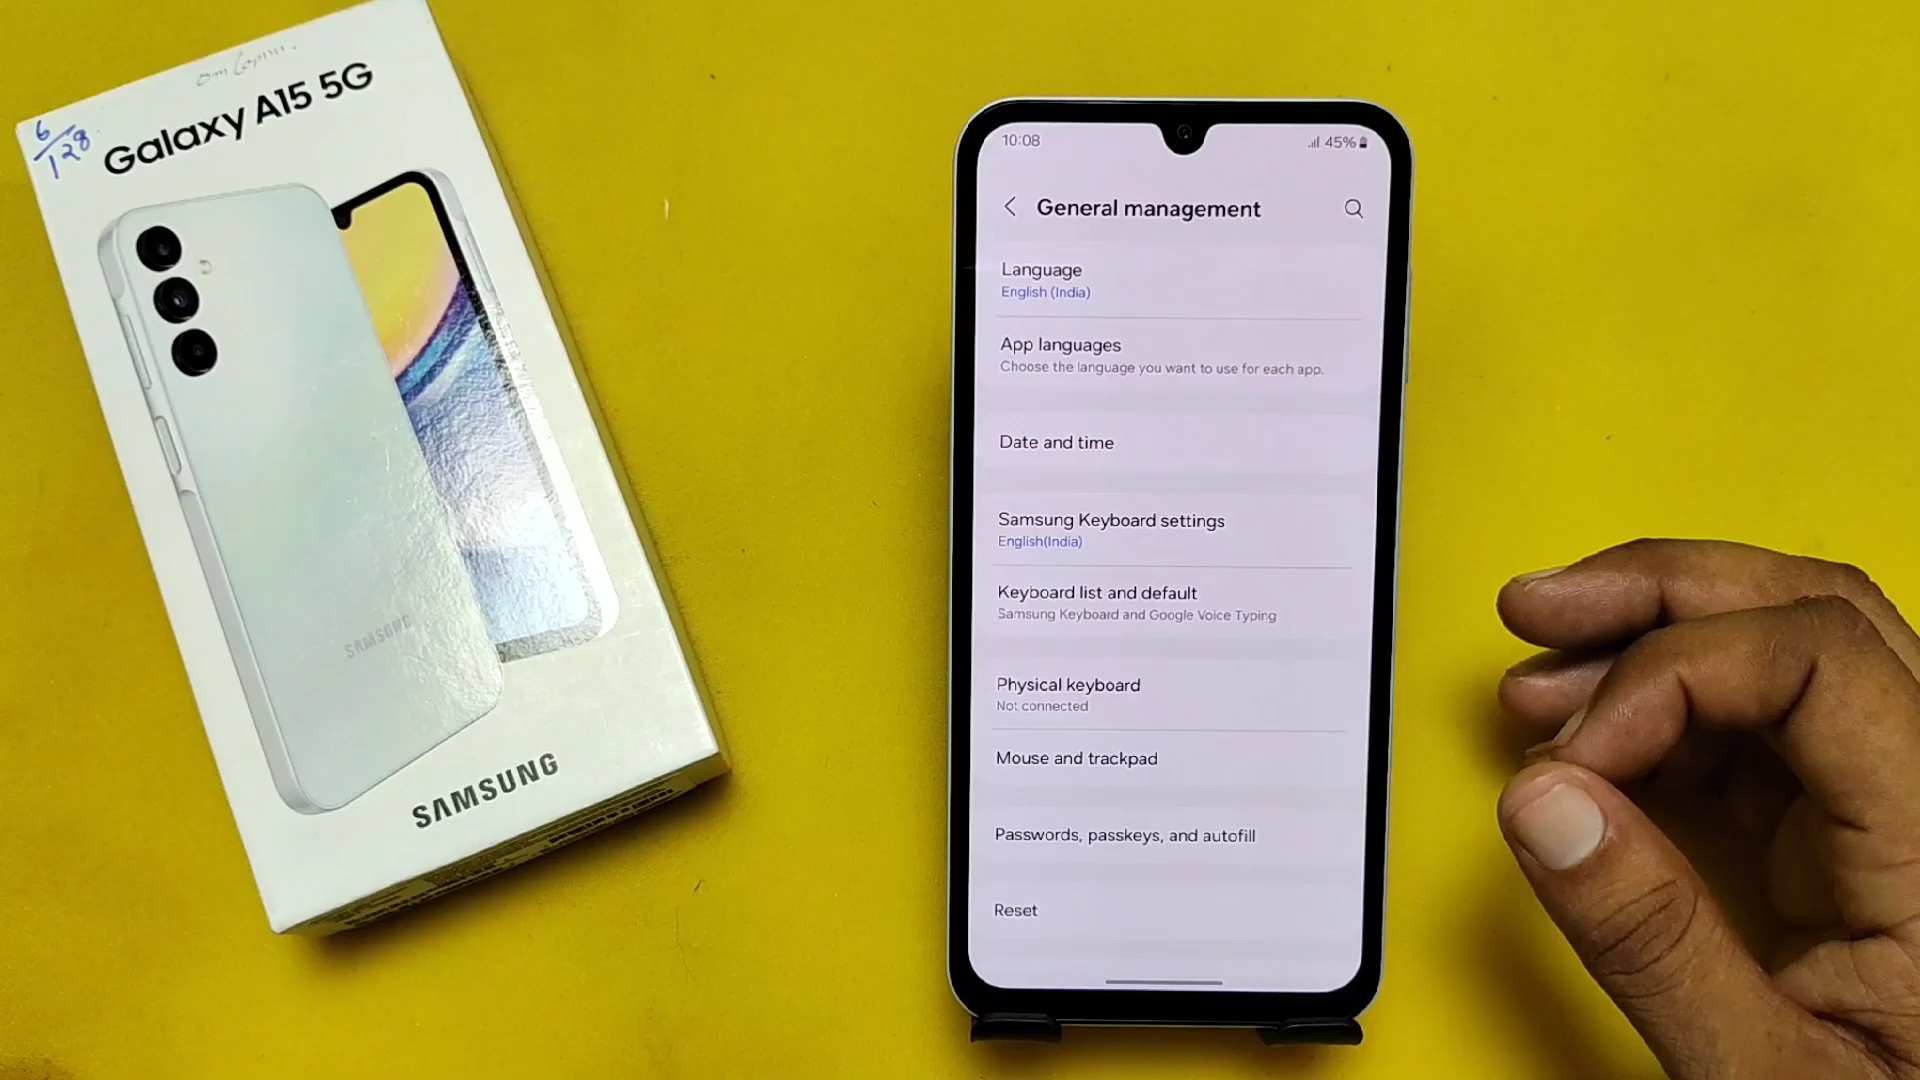 Galaxy A15 5G
6/128
SAMSUNG
SAMSUNG
10:08
45%
General management
Language
English (India)
App languages
Choose the language you want to use for each app.
Date and time
Samsung Keyboard settings
English(India)
Keyboard list and default
Samsung Keyboard and Google Voice Typing
Physical keyboard
Not connected
Mouse and trackpad
Passwords, passkeys, and autofill
Reset